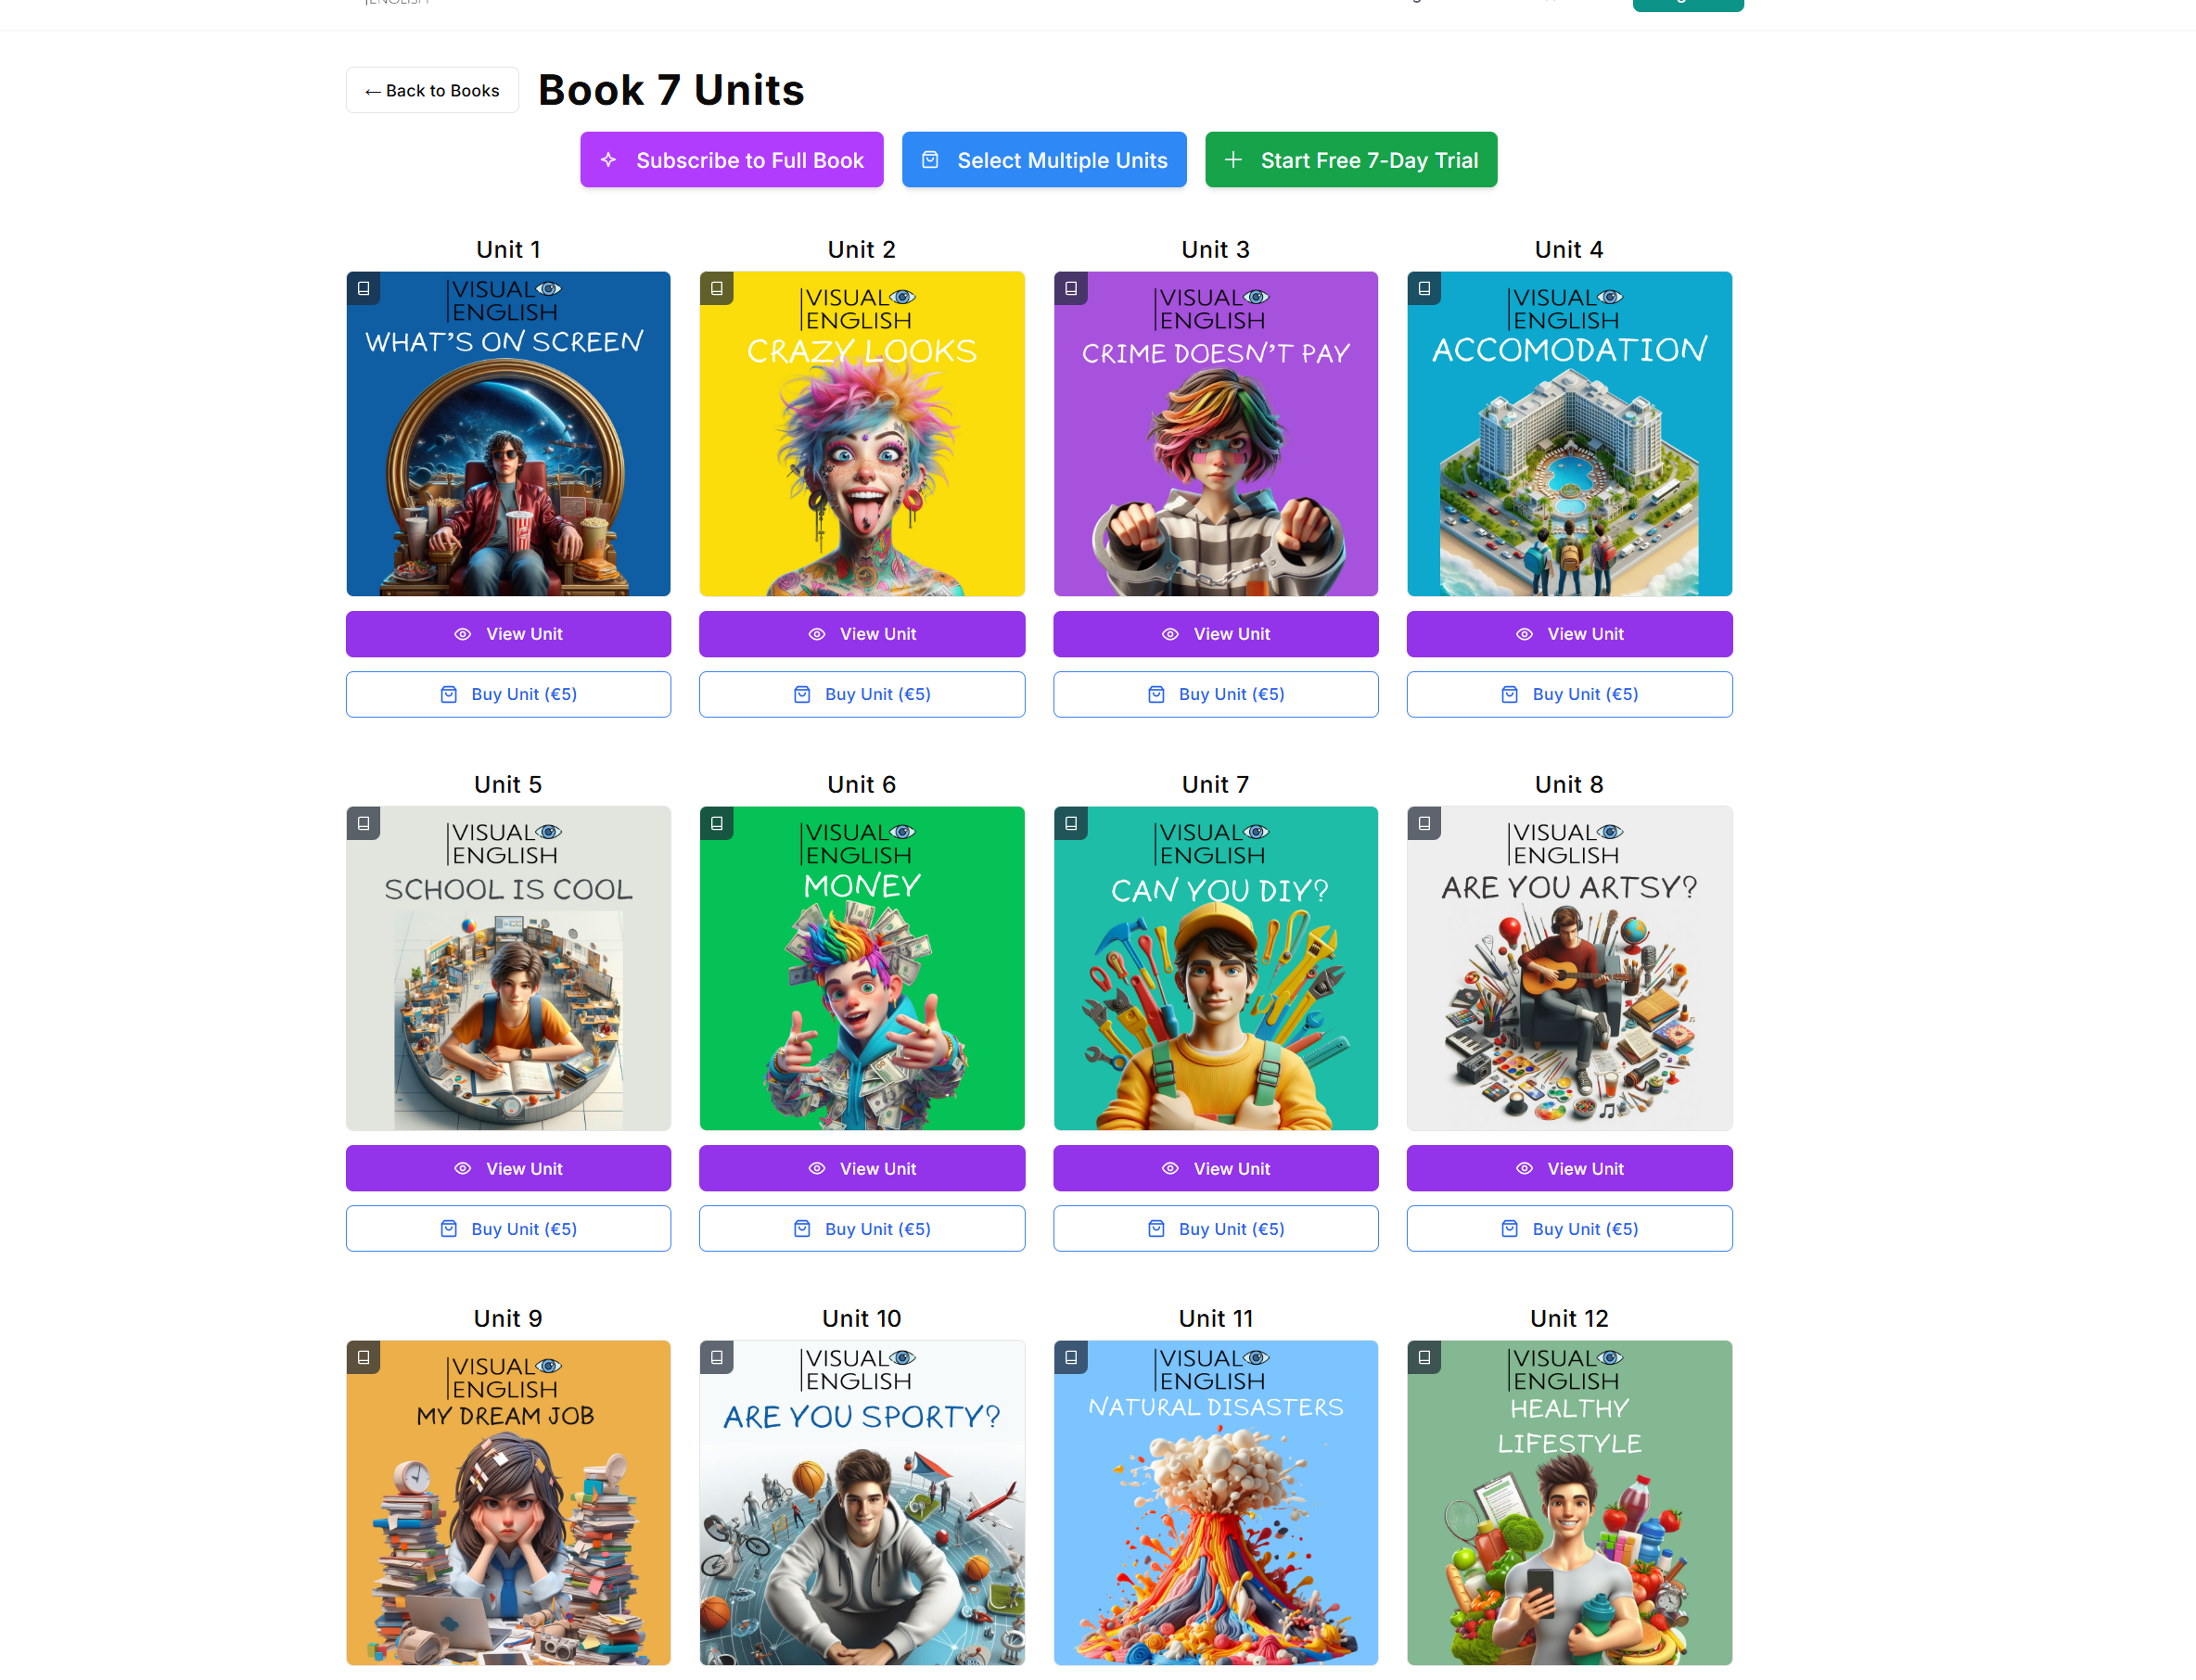 ENGLISH
← Back to Books
Book 7 Units
Subscribe to Full Book
Select Multiple Units
Start Free 7-Day Trial
Unit 1
Unit 2
Unit 3
Unit 4
VISUAL
ENGLISH
WHAT'S ON SCREEN
VISUAL
ENGLISH
CRAZY LOOKS
VISUAL
ENGLISH
CRIME DOESN'T PAY
VISUAL
ENGLISH
ACCOMODATION
View Unit
View Unit
View Unit
View Unit
Buy Unit (€5)
Buy Unit (€5)
Buy Unit (€5)
Buy Unit (€5)
Unit 5
Unit 6
Unit 7
Unit 8
VISUAL
ENGLISH
SCHOOL IS COOL
VISUAL
ENGLISH
MONEY
VISUAL
ENGLISH
CAN YOU DIY?
VISUAL
ENGLISH
ARE YOU ARTSY?
View Unit
View Unit
View Unit
View Unit
Buy Unit (€5)
Buy Unit (€5)
Buy Unit (€5)
Buy Unit (€5)
Unit 9
Unit 10
Unit 11
Unit 12
VISUAL
ENGLISH
MY DREAM JOB
VISUAL
ENGLISH
ARE YOU SPORTY?
VISUAL
ENGLISH
NATURAL DISASTERS
VISUAL
ENGLISH
HEALTHY
LIFESTYLE